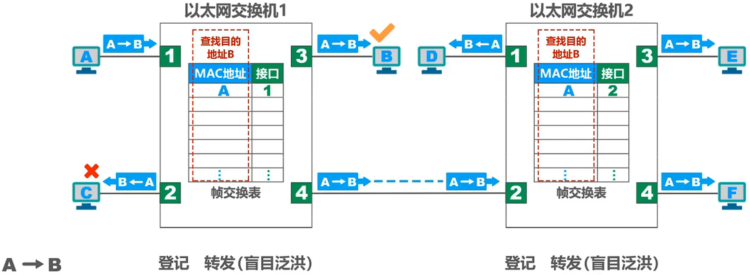 以太网交换机1 以太网交换机2
A A→B 1 查找目的 3 A→B B D B←A 1 查找目的 3 A→B E
地址B 地址B
MAC地址 接口 MAC地址 接口
A 1 A 2
C B←A 2 帧交换表 4 A→B A→B 2 帧交换表 4 A→B F
A→B 登记 转发(盲目泛洪) 登记 转发(盲目泛洪)